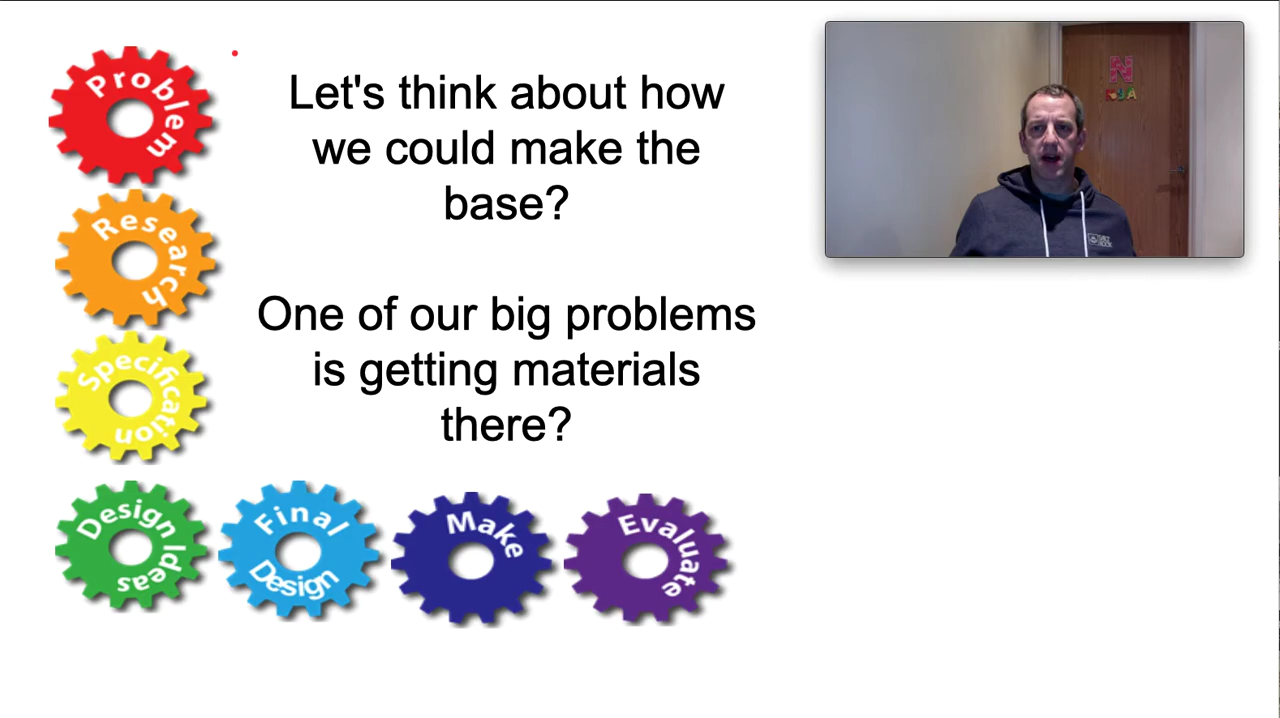 Let's think about how
we could make the
base?
One of our big problems
is getting materials
there?
Problem
Research
Specification
Design Ideas
Final
Design
Make
Evaluate
N